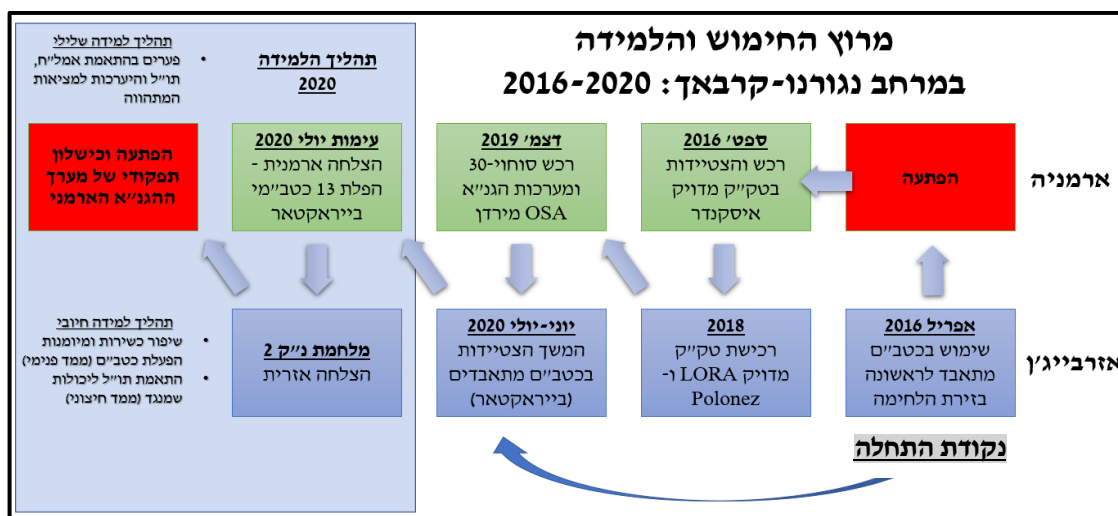 מרוץ החימוש והלמידה
במרחב נגורנו-קרבאך: 2016-2020
תהליך הלמידה
2020
תהליך למידה שלילי
• פערים בהתאמת אמל"ח,
תו"ל והיערכות למציאות
המתהווה
ארמניה
הפתעה
ספט' 2016
רכש והצטיידות
בטק"ק מדויק
איסקנדר
דצמ' 2019
רכש סוחוי-30
ומערכות הגנ"א
OSA מירדן
עימות יולי 2020
הצלחה ארמנית -
הפלת 13 כטב"מי
בייראקטאר
הפתעה וכישלון
תפקודי של מערך
ההגנ"א הארמני
אזרבייג'ן
אפריל 2016
שימוש בכטב"ם
מתאבד לראשונה
בזירת הלחימה
2018
רכישת טק"ק
מדויק LORA ו-
Polonez
יוני-יולי 2020
המשך הצטיידות
בכטב"ם מתאבדים
(בייראקטאר)
מלחמת נ"ק 2
הצלחה אזרית
תהליך למידה חיובי
• שיפור כשירות ומיומנות
הפעלת כטב"ם (ממד פנימי)
• התאמת תו"ל ליכולות
שמנגד (ממד חיצוני)
נקודת התחלה